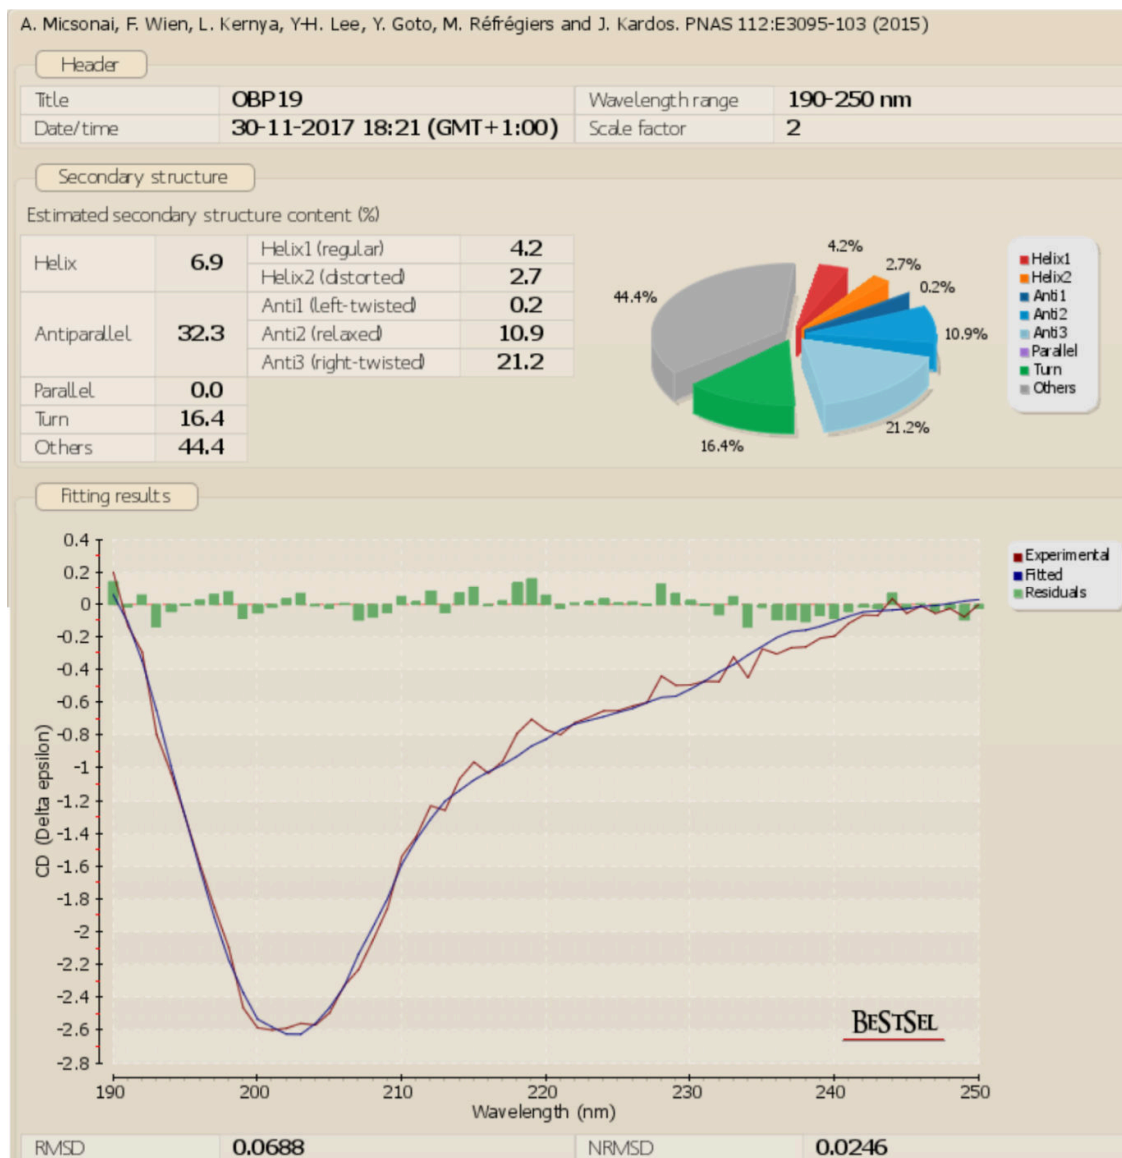 A. Micsonai, F. Wien, L. Kernya, Y-H. Lee, Y. Goto, M. Réfrégiers and J. Kardos. PNAS 112:E3095-103 (2015)
Header
Title OBP19 Wavelength range 190-250 nm
Date/time 30-11-2017 18:21 (GMT+1:00) Scale factor 2
Secondary structure
Estimated secondary structure content (%)
Helix 6.9 Helix1 (regular) 4.2
Helix2 (distorted) 2.7
Antiparallel 32.3 Anti1 (left-twisted) 0.2
Anti2 (relaxed) 10.9
Anti3 (right-twisted) 21.2
Parallel 0.0
Turn 16.4
Others 44.4
4.2%
2.7%
0.2%
10.9%
21.2%
16.4%
44.4%
Helix1
Helix2
Anti1
Anti2
Anti3
Parallel
Turn
Others
Fitting results
CD (Delta epsilon)
0.4
0.2
0
-0.2
-0.4
-0.6
-0.8
-1
-1.2
-1.4
-1.6
-1.8
-2
-2.2
-2.4
-2.6
-2.8
190 200 210 220 230 240 250
Wavelength (nm)
Experimental
Fitted
Residuals
BESTSEL
RMSD 0.0688 NRMSD 0.0246